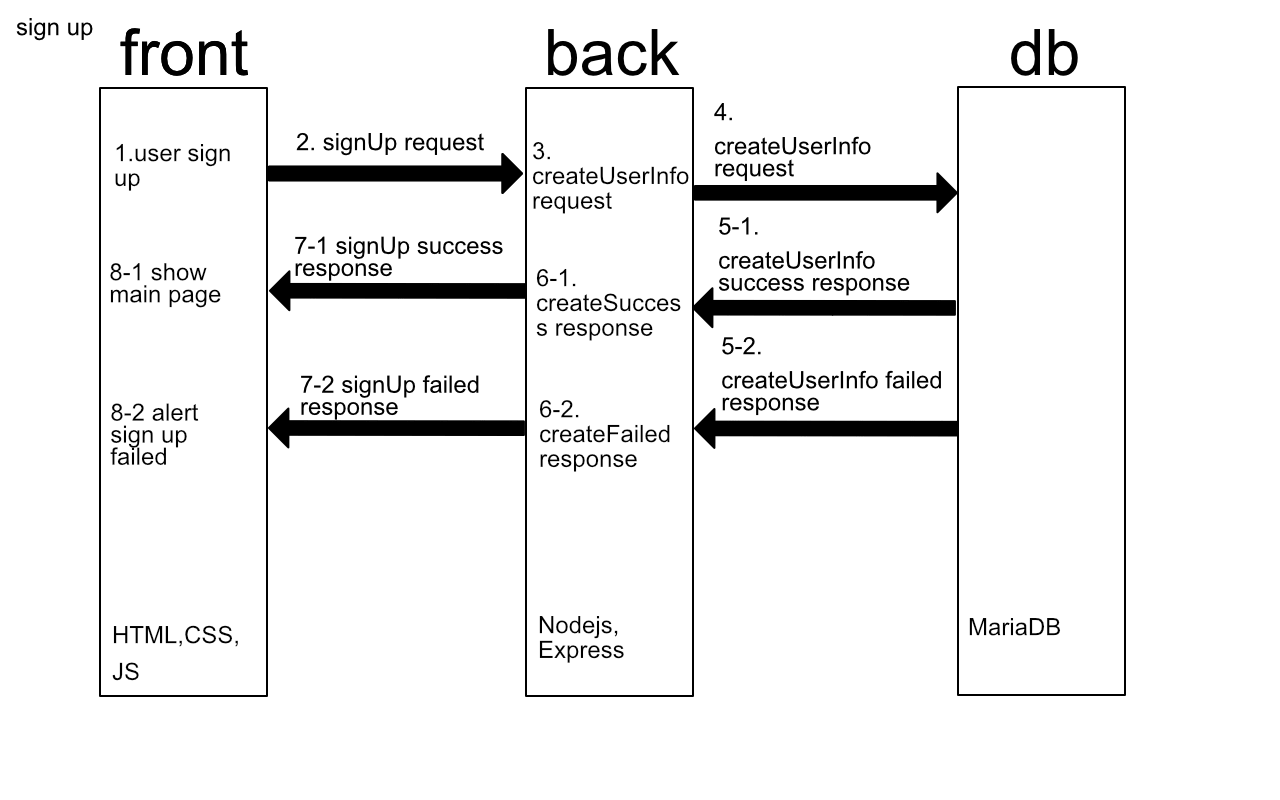 sign up
front
back
db
1.user sign
up
2. signUp request
3.
createUserInfo
request
4.
createUserInfo
request
5-1.
createUserInfo
success response
7-1 signUp success
response
6-1.
createSucces
s response
8-1 show
main page
5-2.
createUserInfo failed
response
7-2 signUp failed
response
6-2.
createFailed
response
8-2 alert
sign up
failed
HTML,CSS,
JS
Nodejs,
Express
MariaDB